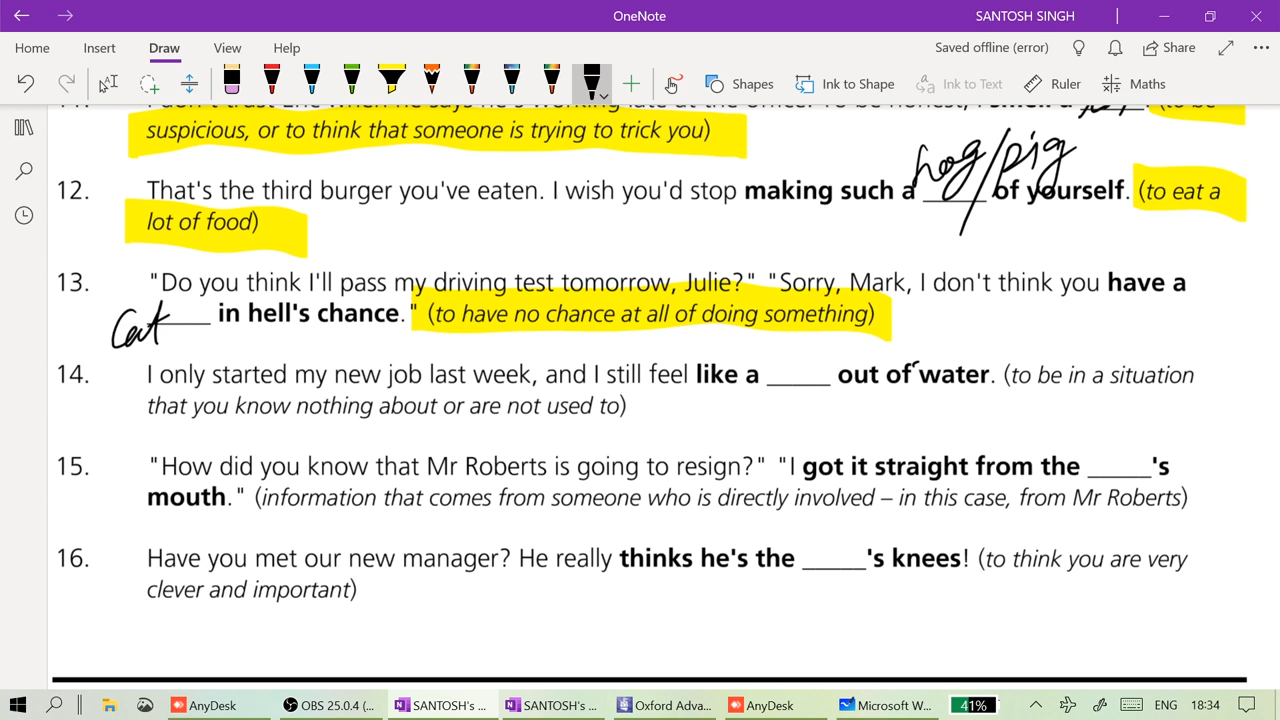 OneNote
SANTOSH SINGH
Home Insert Draw View Help
Saved offline (error) Share
Shapes Ink to Shape Ink to Text Ruler Maths
suspicious, or to think that someone is trying to trick you)
hog/pig
12. That's the third burger you've eaten. I wish you'd stop making such a _____ of yourself. (to eat a
lot of food)
13. "Do you think I'll pass my driving test tomorrow, Julie?" "Sorry, Mark, I don't think you have a
Cat _____ in hell's chance." (to have no chance at all of doing something)
14. I only started my new job last week, and I still feel like a _____ out of water. (to be in a situation
that you know nothing about or are not used to)
15. "How did you know that Mr Roberts is going to resign?" "I got it straight from the _____'s
mouth." (information that comes from someone who is directly involved – in this case, from Mr Roberts)
16. Have you met our new manager? He really thinks he's the _____'s knees! (to think you are very
clever and important)
AnyDesk OBS 25.0.4 (... SANTOSH's ... SANTOSH's ... Oxford Adva... AnyDesk Microsoft W... 41% ENG 18:34